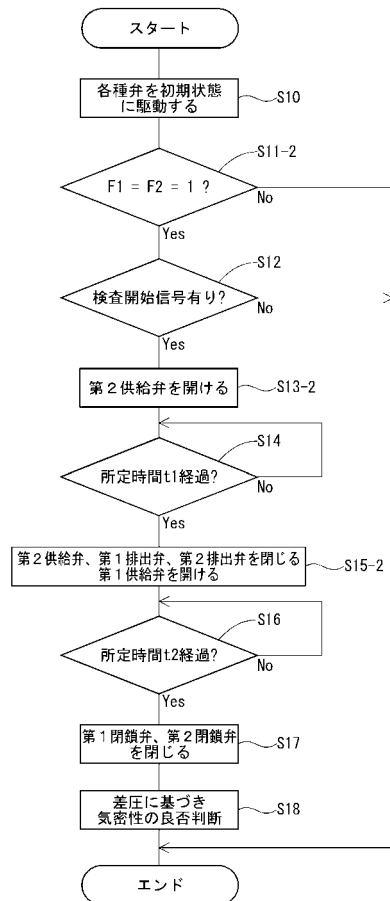 スタート
各種弁を初期状態
に駆動する
S10
S11-2
F1 = F2 = 1 ?
No
Yes
S12
検査開始信号有り?
No
Yes
第2供給弁を開ける
S13-2
S14
所定時間t1経過?
No
Yes
第2供給弁、第1排出弁、第2排出弁を閉じる
第1供給弁を開ける
S15-2
S16
所定時間t2経過?
No
Yes
第1閉鎖弁、第2閉鎖弁
を閉じる
S17
差圧に基づき
気密性の良否判断
S18
エンド